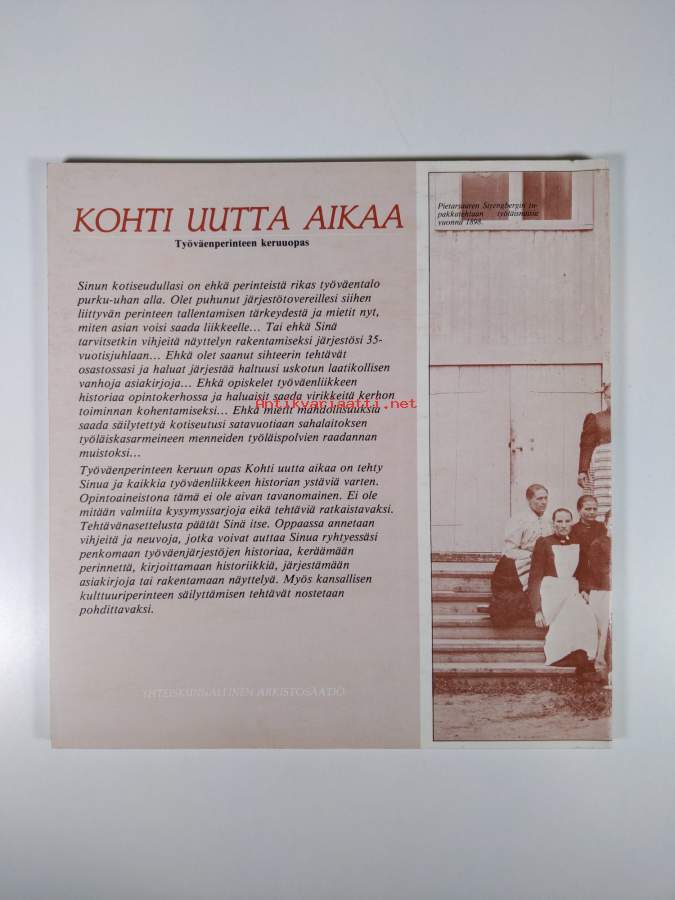 KOHTI UUTTA AIKAA
Työväenperinteen keruuopas
Sinun kotiseudullasi on ehkä perinteistä rikas työväentalo
purku-uhan alla. Olet puhunut järjestötovereillesi siihen
liittyvän perinteen tallentamisen tärkeydestä ja mietit nyt,
miten asian voisi saada liikkeelle... Tai ehkä Sinä
tarvitsetkin vihjeitä näyttelyn rakentamiseksi järjestösi 35-
vuotisjuhlaan... Ehkä olet saanut sihteerin tehtävät
osastossasi ja haluat järjestää haltuusi uskotun laatikollisen
vanhoja asiakirjoja... Ehkä opiskelet työväenliikkeen
historiaa opintokerhossa ja haluaisit saada virikkeitä kerhon
toiminnan kohentamiseksi... Ehkä mietit mahdollisuuksia
saada säilytettyä kotiseutusi satavuotiaan sahalaitoksen
työläiskasarmeineen menneiden työläispolvien raadannan
muistoksi...
Työväenperinteen keruun opas Kohti uutta aikaa on tehty
Sinua ja kaikkia työväenliikkeen historian ystäviä varten.
Opintoaineistona tämä ei ole aivan tavanomainen. Ei ole
mitään valmiita kysymyssarjoja eikä tehtäviä ratkaistavaksi.
Tehtävänasettelusta päätät Sinä itse. Oppaassa annetaan
vihjeitä ja neuvoja, jotka voivat auttaa Sinua ryhtyessäsi
penkomaan työväenjärjestöjen historiaa, keräämään
perinnettä, kirjoittamaan historiikkiä, järjestämään
asiakirjoja tai rakentamaan näyttelyä. Myös kansallisen
kulttuuriperinteen säilyttämisen tehtävät nostetaan
pohdittavaksi.
YHTEISKUNNALLINEN ARKISTOSÄÄTIÖ
Pietarsaaren Strengbergin tu-
pakkatehtaan työläisnaisia
vuonna 1898.
Antikvariaatti.net